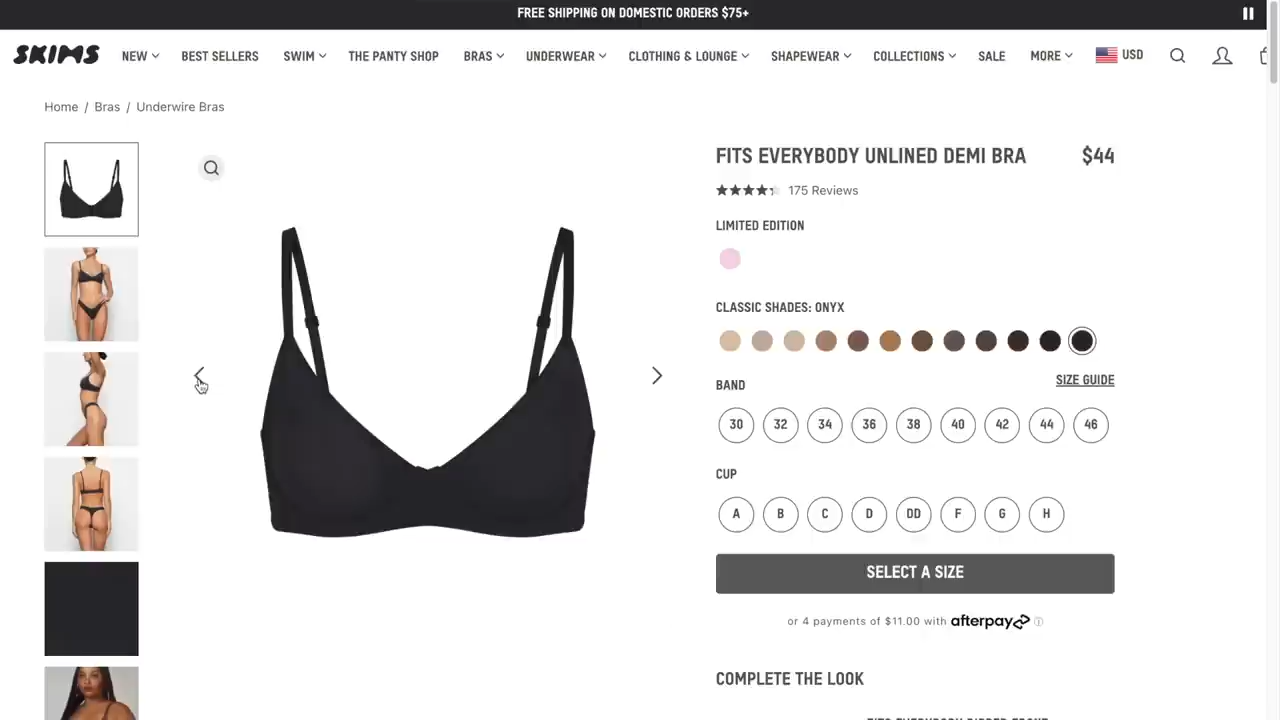 FREE SHIPPING ON DOMESTIC ORDERS $75+
SKIMS NEW BEST SELLERS SWIM THE PANTY SHOP BRAS UNDERWEAR CLOTHING & LOUNGE SHAPEWEAR COLLECTIONS SALE MORE USD
Home / Bras / Underwire Bras
FITS EVERYBODY UNLINED DEMI BRA $44
175 Reviews
LIMITED EDITION
CLASSIC SHADES: ONYX
BAND SIZE GUIDE
30 32 34 36 38 40 42 44 46
CUP
A B C D DD F G H
SELECT A SIZE
or 4 payments of $11.00 with afterpay
COMPLETE THE LOOK